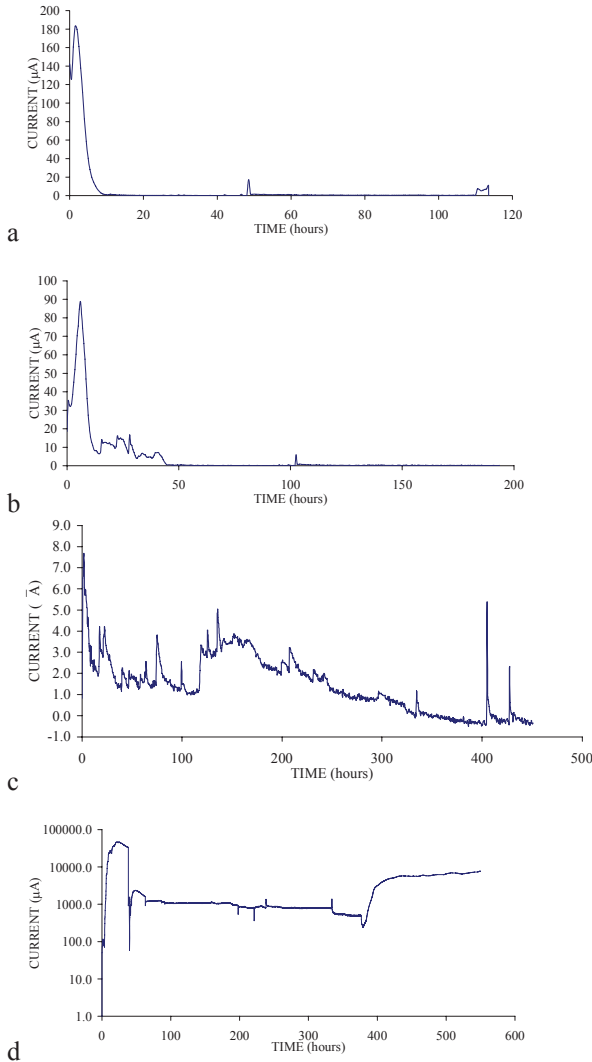 200
180
160
140
120
100
80
60
40
20
0
CURRENT (µA)
0 20 40 60 80 100 120
TIME (hours)
a
100
90
80
70
60
50
40
30
20
10
0
CURRENT (µA)
0 50 100 150 200
TIME (hours)
b
9.0
8.0
7.0
6.0
5.0
4.0
3.0
2.0
1.0
0.0
-1.0
CURRENT ( ¯A)
0 100 200 300 400 500
TIME (hours)
c
100000.0
10000.0
1000.0
100.0
10.0
1.0
CURRENT (µA)
0 100 200 300 400 500 600
TIME (hours)
d